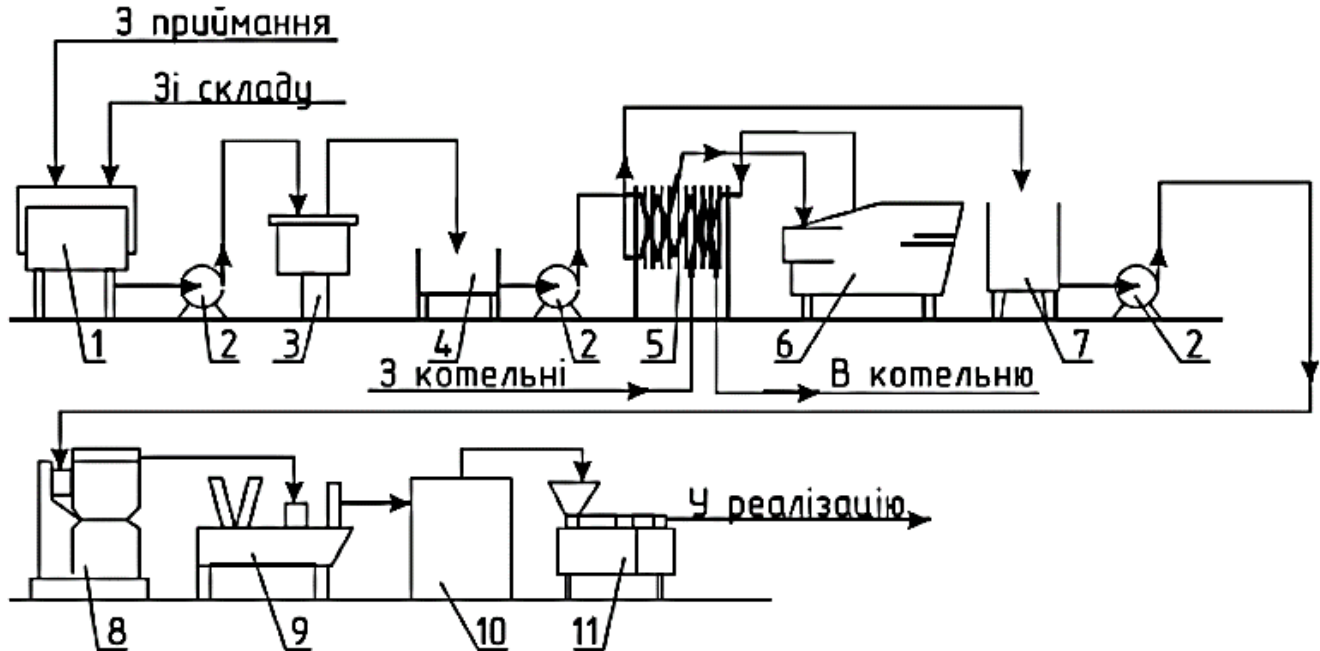 З приймання
Зі складу
1
2
3
4
2
5
6
7
2
З котельні
В котельню
У реалізацію
8
9
10
11